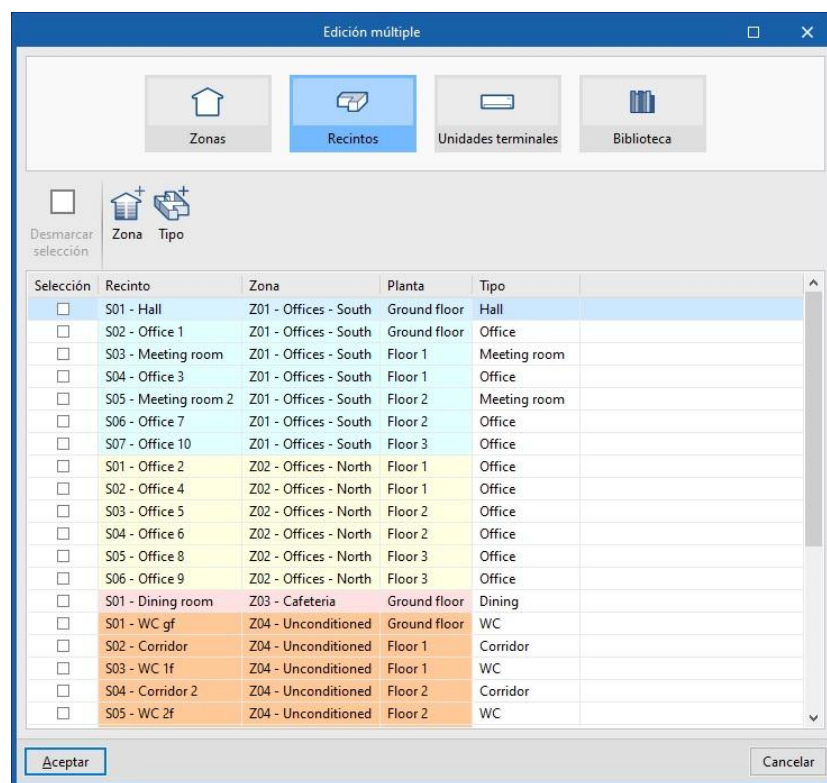 Edición múltiple
Zonas Recintos Unidades terminales Biblioteca
Desmarcar selección Zona Tipo
Selección Recinto Zona Planta Tipo
S01 - Hall Z01 - Offices - South Ground floor Hall
S02 - Office 1 Z01 - Offices - South Ground floor Office
S03 - Meeting room Z01 - Offices - South Floor 1 Meeting room
S04 - Office 3 Z01 - Offices - South Floor 1 Office
S05 - Meeting room 2 Z01 - Offices - South Floor 2 Meeting room
S06 - Office 7 Z01 - Offices - South Floor 2 Office
S07 - Office 10 Z01 - Offices - South Floor 3 Office
S01 - Office 2 Z02 - Offices - North Floor 1 Office
S02 - Office 4 Z02 - Offices - North Floor 1 Office
S03 - Office 5 Z02 - Offices - North Floor 2 Office
S04 - Office 6 Z02 - Offices - North Floor 2 Office
S05 - Office 8 Z02 - Offices - North Floor 3 Office
S06 - Office 9 Z02 - Offices - North Floor 3 Office
S01 - Dining room Z03 - Cafeteria Ground floor Dining
S01 - WC gf Z04 - Unconditioned Ground floor WC
S02 - Corridor Z04 - Unconditioned Floor 1 Corridor
S03 - WC 1f Z04 - Unconditioned Floor 1 WC
S04 - Corridor 2 Z04 - Unconditioned Floor 2 Corridor
S05 - WC 2f Z04 - Unconditioned Floor 2 WC
Aceptar Cancelar